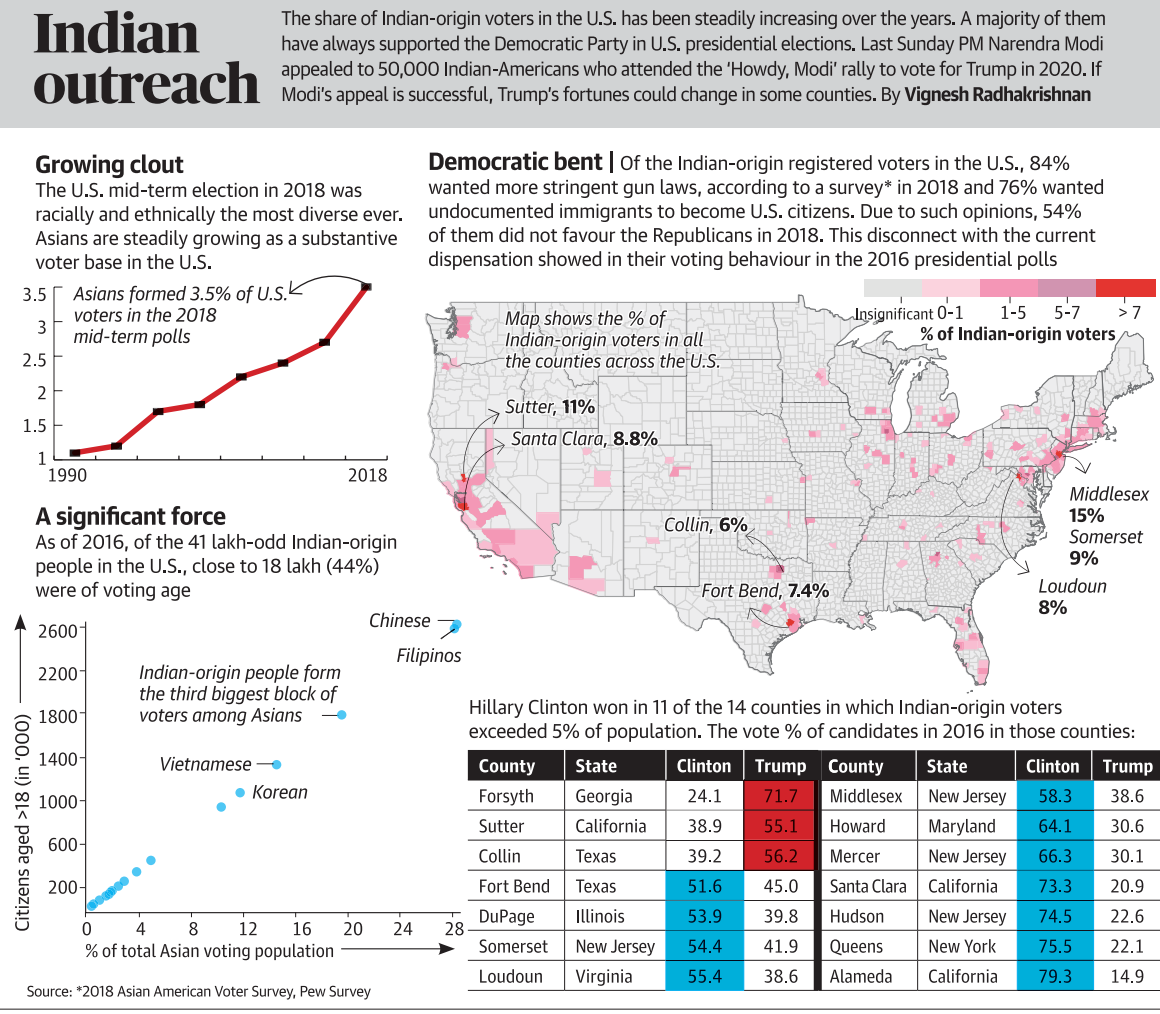 Indian
outreach
The share of Indian-origin voters in the U.S. has been steadily increasing over the years. A majority of them
have always supported the Democratic Party in U.S. presidential elections. Last Sunday PM Narendra Modi
appealed to 50,000 Indian-Americans who attended the ‘Howdy, Modi’ rally to vote for Trump in 2020. If
Modi’s appeal is successful, Trump’s fortunes could change in some counties. By Vignesh Radhakrishnan
Growing clout
The U.S. mid-term election in 2018 was
racially and ethnically the most diverse ever.
Asians are steadily growing as a substantive
voter base in the U.S.
Asians formed 3.5% of U.S.
voters in the 2018
mid-term polls
3.5
3
2.5
2
1.5
1
1990 2018
A significant force
As of 2016, of the 41 lakh-odd Indian-origin
people in the U.S., close to 18 lakh (44%)
were of voting age
Citizens aged >18 (in ‘000)
2600
2200
1800
1400
1000
600
200
Chinese
Filipinos
Indian-origin people form
the third biggest block of
voters among Asians
Vietnamese
Korean
0 4 8 12 16 20 24 28
% of total Asian voting population
Source: *2018 Asian American Voter Survey, Pew Survey
Democratic bent | Of the Indian-origin registered voters in the U.S., 84%
wanted more stringent gun laws, according to a survey* in 2018 and 76% wanted
undocumented immigrants to become U.S. citizens. Due to such opinions, 54%
of them did not favour the Republicans in 2018. This disconnect with the current
dispensation showed in their voting behaviour in the 2016 presidential polls
Insignificant 0-1 1-5 5-7 > 7
% of Indian-origin voters
Map shows the % of
Indian-origin voters in all
the counties across the U.S.
Sutter, 11%
Santa Clara, 8.8%
Collin, 6%
Fort Bend, 7.4%
Middlesex
15%
Somerset
9%
Loudoun
8%
Hillary Clinton won in 11 of the 14 counties in which Indian-origin voters
exceeded 5% of population. The vote % of candidates in 2016 in those counties:
County State Clinton Trump County State Clinton Trump
Forsyth Georgia 24.1 71.7 Middlesex New Jersey 58.3 38.6
Sutter California 38.9 55.1 Howard Maryland 64.1 30.6
Collin Texas 39.2 56.2 Mercer New Jersey 66.3 30.1
Fort Bend Texas 51.6 45.0 Santa Clara California 73.3 20.9
DuPage Illinois 53.9 39.8 Hudson New Jersey 74.5 22.6
Somerset New Jersey 54.4 41.9 Queens New York 75.5 22.1
Loudoun Virginia 55.4 38.6 Alameda California 79.3 14.9